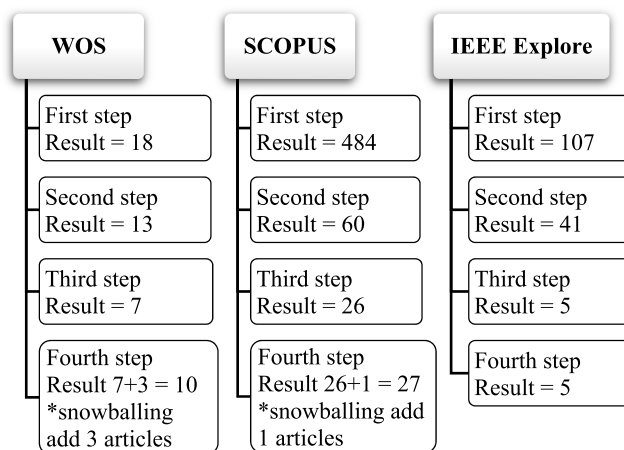 WOS
First step
Result = 18
Second step
Result = 13
Third step
Result = 7
Fourth step
Result 7+3 = 10
*snowballing
add 3 articles
SCOPUS
First step
Result = 484
Second step
Result = 60
Third step
Result = 26
Fourth step
Result 26+1 = 27
*snowballing add
1 articles
IEEE Explore
First step
Result = 107
Second step
Result = 41
Third step
Result = 5
Fourth step
Result = 5